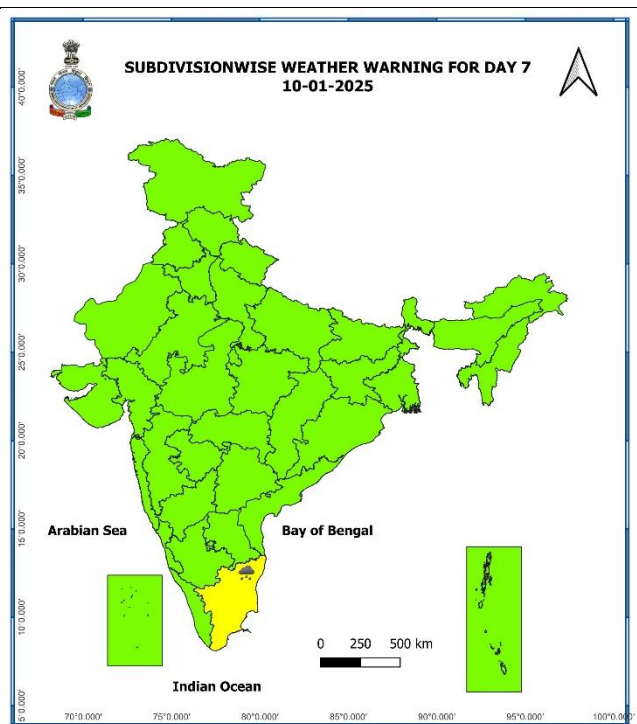 SUBDIVISIONWISE WEATHER WARNING FOR DAY 7
10-01-2025
40°0.000'
35°0.000'
30°0.000'
25°0.000'
20°0.000'
15°0.000'
10°0.000'
5°0.000'
Arabian Sea
Bay of Bengal
0 250 500 km
Indian Ocean
70°0.000' 75°0.000' 80°0.000' 85°0.000' 90°0.000' 95°0.000' 100°0.000'